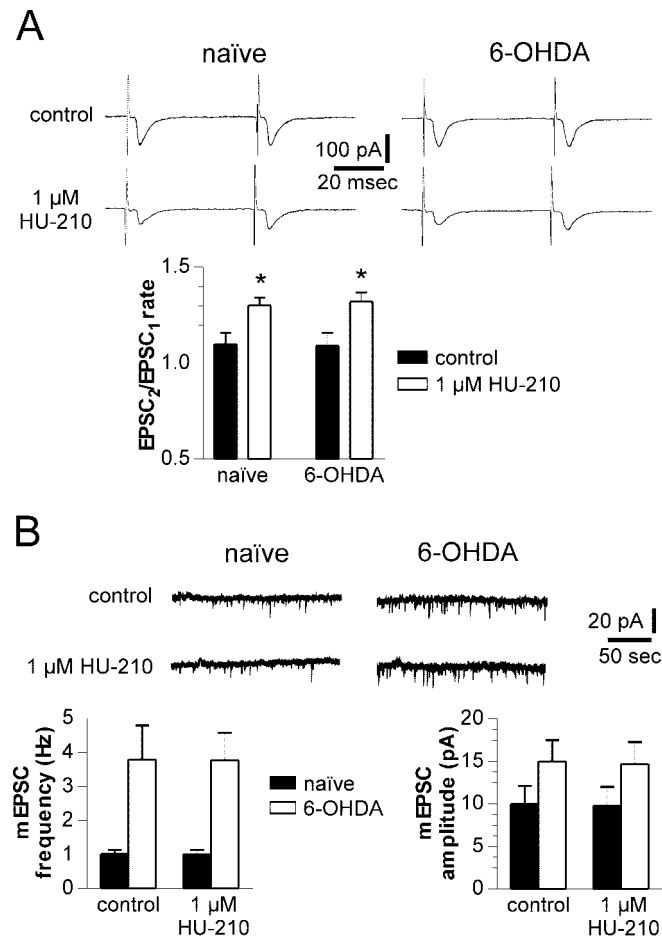 A
naïve 6-OHDA
control
100 pA
20 msec
1 µM
HU-210
EPSC2/EPSC1 rate
1.5
1.0
0.5
*
*
naïve 6-OHDA
control
1 µM HU-210
B
naïve 6-OHDA
control
20 pA
50 sec
1 µM HU-210
mEPSC
frequency (Hz)
5
4
3
2
1
0
control 1 µM
HU-210
naïve
6-OHDA
mEPSC
amplitude (pA)
20
15
10
5
0
control 1 µM
HU-210